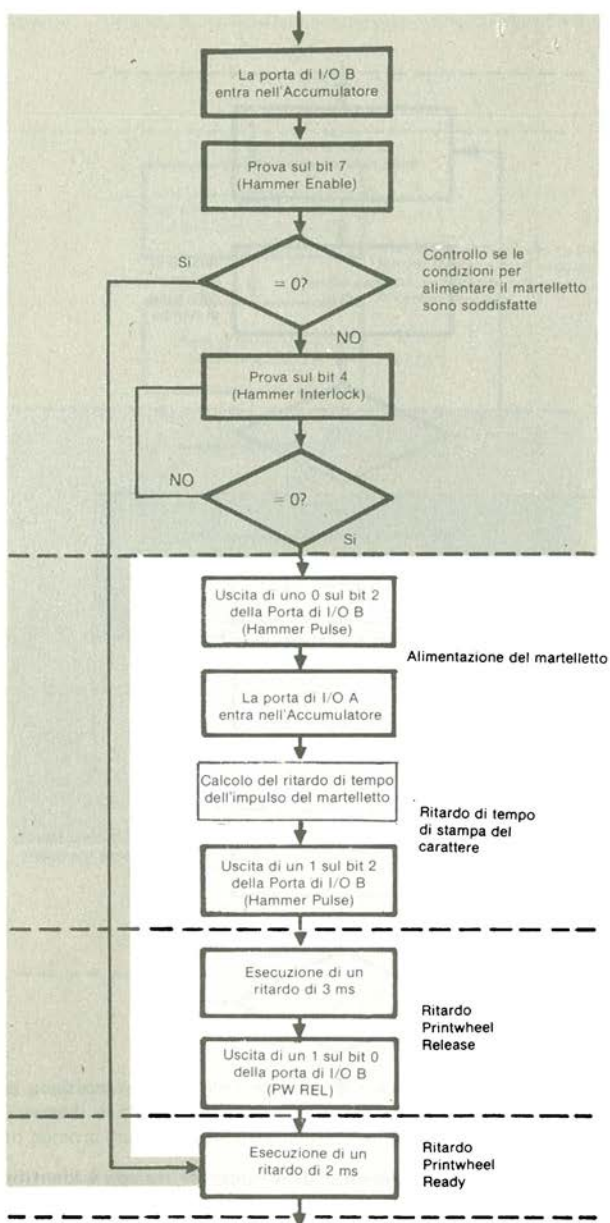 La porta di I/O B
entra nell'Accumulatore
Prova sul bit 7
(Hammer Enable)
Si
= 0?
Controllo se le
condizioni per
alimentare il martelletto
sono soddisfatte
NO
Prova sul bit 4
(Hammer Interlock)
NO
= 0?
Si
Uscita di uno 0 sul bit 2
della Porta di I/O B
(Hammer Pulse)
Alimentazione del martelletto
La porta di I/O A
entra nell'Accumulatore
Calcolo del ritardo di tempo
dell'impulso del martelletto
Ritardo di tempo
di stampa del
carattere
Uscita di un 1 sul bit 2
della Porta di I/O B
(Hammer Pulse)
Esecuzione di un
ritardo di 3 ms
Ritardo
Printwheel
Release
Uscita di un 1 sul bit 0
della porta di I/O B
(PW REL)
Esecuzione di un
ritardo di 2 ms
Ritardo
Printwheel
Ready